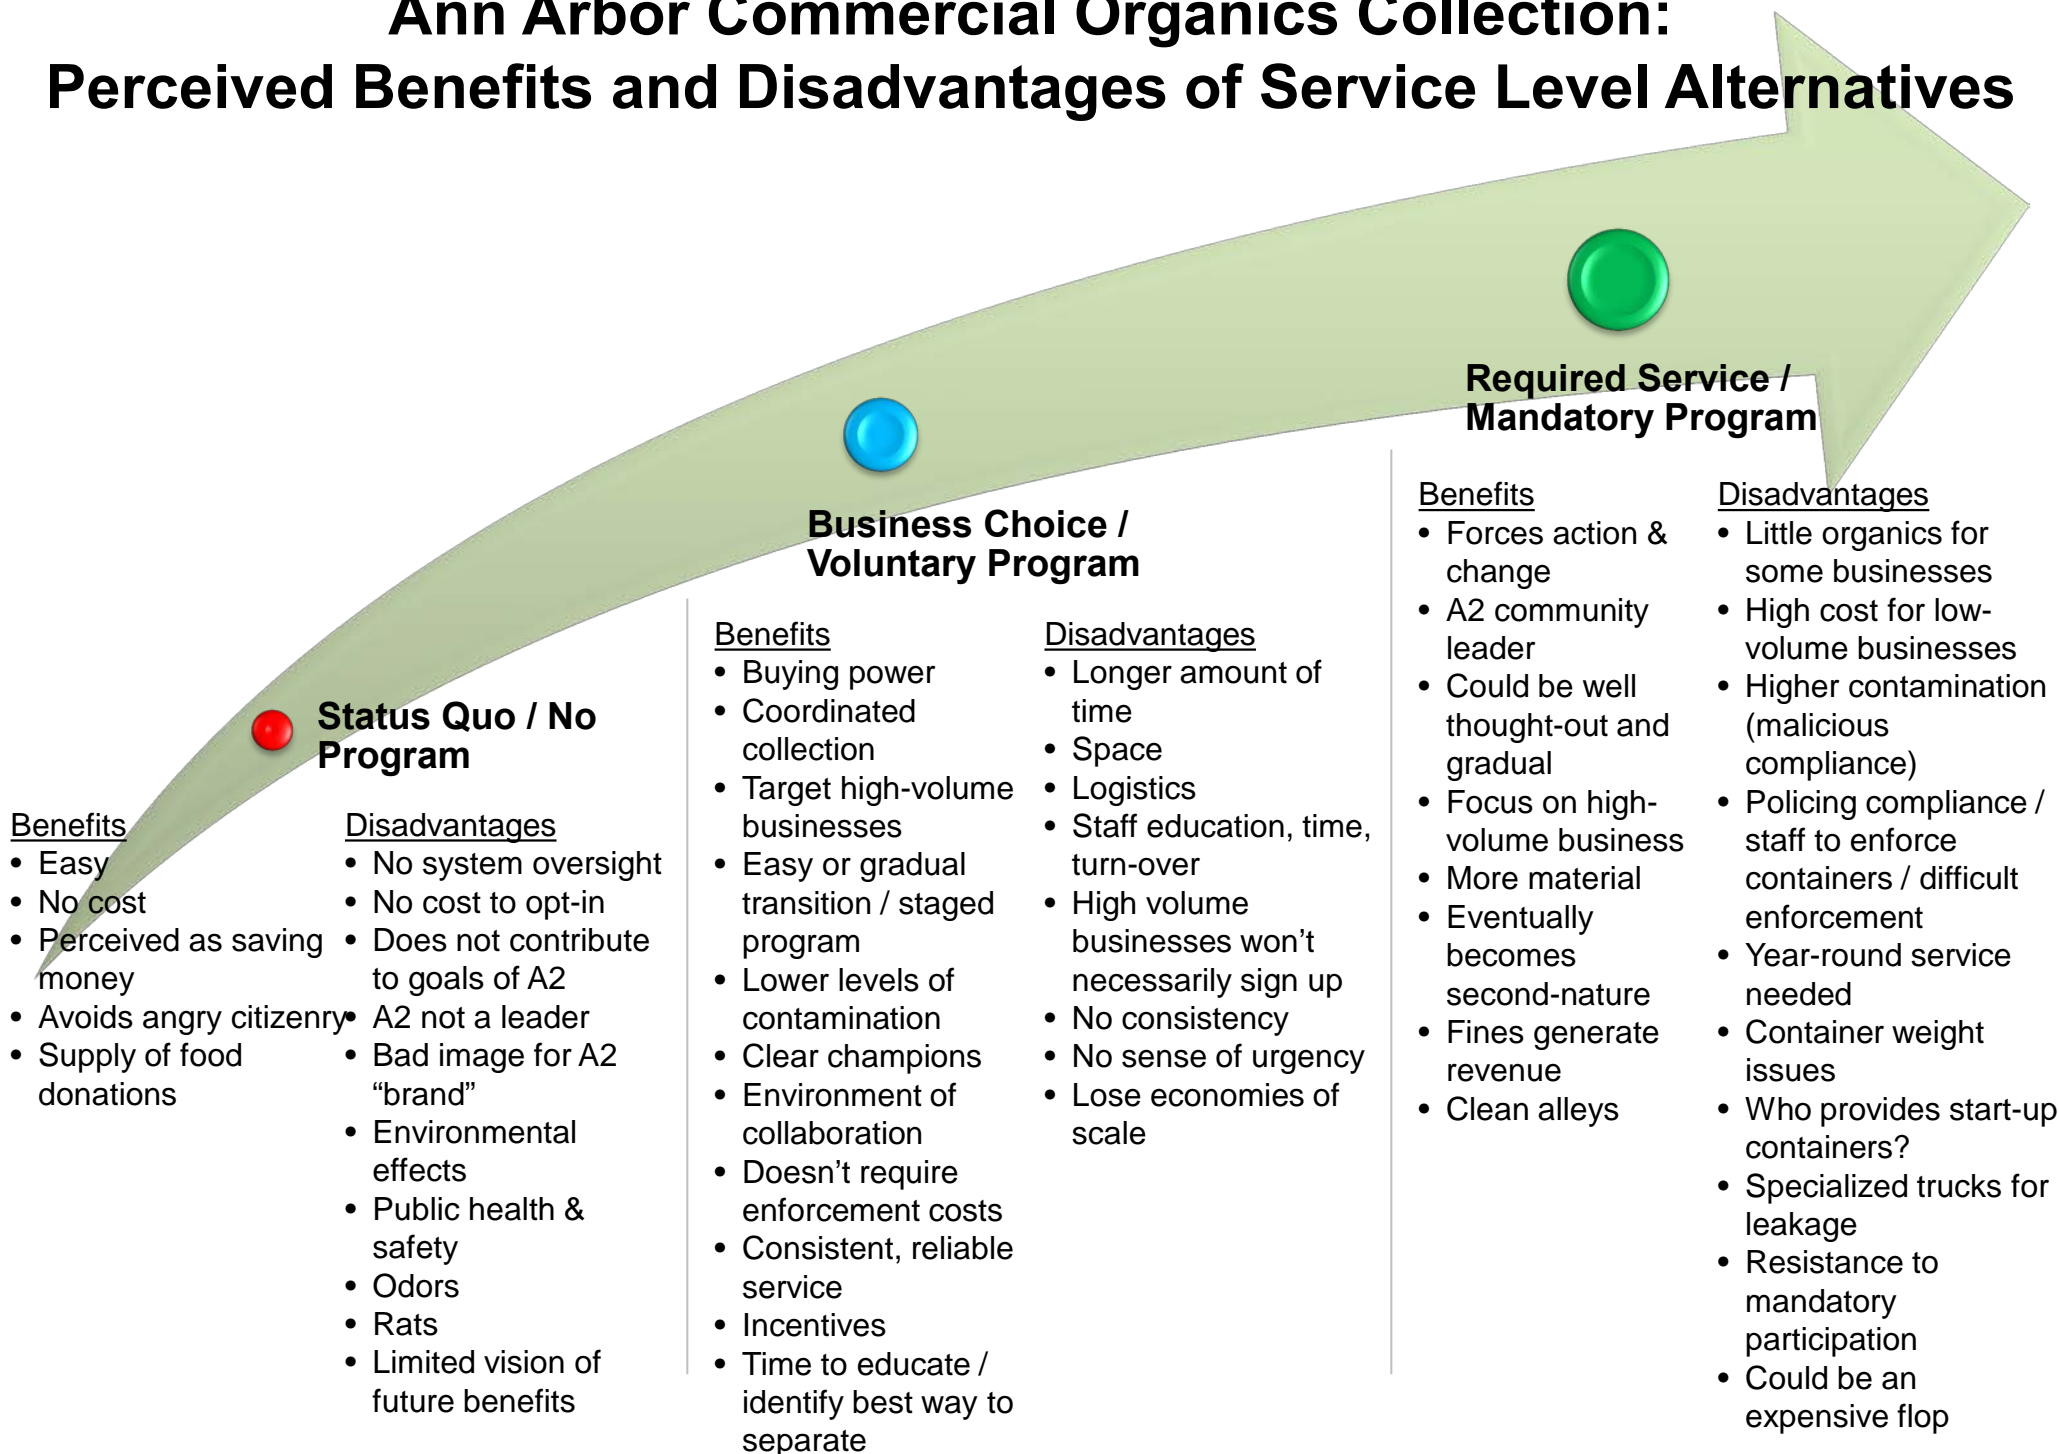 Ann Arbor Commercial Organics Collection:
Perceived Benefits and Disadvantages of Service Level Alternatives
Status Quo / No
Program
Benefits
• Easy
• No cost
• Perceived as saving
money
• Avoids angry citizenry
• Supply of food
donations
Disadvantages
• No system oversight
• No cost to opt-in
• Does not contribute
to goals of A2
• A2 not a leader
• Bad image for A2
“brand”
• Environmental
effects
• Public health &
safety
• Odors
• Rats
• Limited vision of
future benefits
Business Choice /
Voluntary Program
Benefits
• Buying power
• Coordinated
collection
• Target high-volume
businesses
• Easy or gradual
transition / staged
program
• Lower levels of
contamination
• Clear champions
• Environment of
collaboration
• Doesn’t require
enforcement costs
• Consistent, reliable
service
• Incentives
• Time to educate /
identify best way to
separate
Disadvantages
• Longer amount of
time
• Space
• Logistics
• Staff education, time,
turn-over
• High volume
businesses won’t
necessarily sign up
• No consistency
• No sense of urgency
• Lose economies of
scale
Required Service /
Mandatory Program
Benefits
• Forces action &
change
• A2 community
leader
• Could be well
thought-out and
gradual
• Focus on high-
volume business
• More material
• Eventually
becomes
second-nature
• Fines generate
revenue
• Clean alleys
Disadvantages
• Little organics for
some businesses
• High cost for low-
volume businesses
• Higher contamination
(malicious
compliance)
• Policing compliance /
staff to enforce
containers / difficult
enforcement
• Year-round service
needed
• Container weight
issues
• Who provides start-up
containers?
• Specialized trucks for
leakage
• Resistance to
mandatory
participation
• Could be an
expensive flop